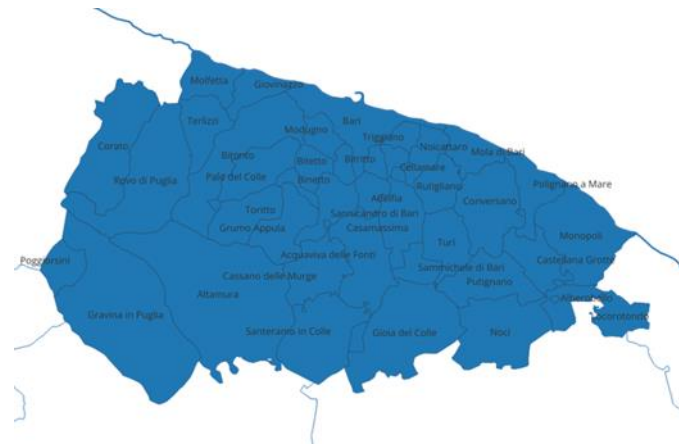 Molfetta
Giovinazzo
Terlizzi
Bari
Corato
Modugno
Triggiano
Noicattaro
Mola di Bari
Bitonto
Bitetto
Bitritto
Cellamare
Ruvo di Puglia
Palo del Colle
Binetto
Rutigliano
Polignano a Mare
Adelfia
Conversano
Toritto
Sannicandro di Bari
Grumo Appula
Casamassima
Monopoli
Turi
Acquaviva delle Fonti
Poggiorsini
Castellana Grotte
Cassano delle Murge
Sammichele di Bari
Putignano
Altamura
Alberobello
Gravina in Puglia
Locorotondo
Santeramo in Colle
Gioia del Colle
Noci